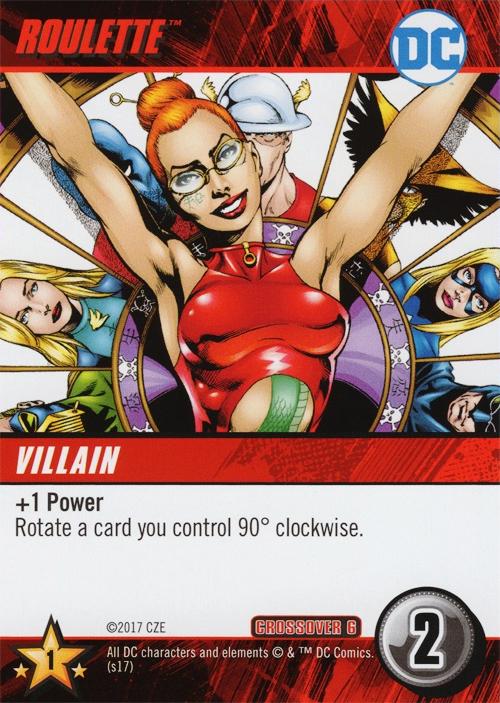 ROULETTE™
DC
VILLAIN
+1 Power
Rotate a card you control 90° clockwise.
©2017 CZE
CROSSOVER 6
2
1
All DC characters and elements © & ™ DC Comics.
(s17)